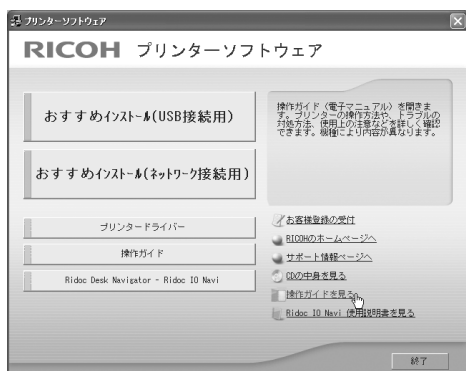 プリンターソフトウェア
RICOH プリンターソフトウェア
おすすめインストール(USB接続用)
おすすめインストール(ネットワーク接続用)
プリンタードライバー
操作ガイド
Ridoc Desk Navigator - Ridoc IO Navi
操作ガイド（電子マニュアル）を開きま
す。プリンターの操作方法や、トラブルの
対処方法、使用上の注意などを詳しく確認
できます。機種により内容が異なります。
お客様登録の受付
RICOHのホームページへ
サポート情報ページへ
CDの中身を見る
操作ガイドを見る
Ridoc IO Navi 使用説明書を見る
終了